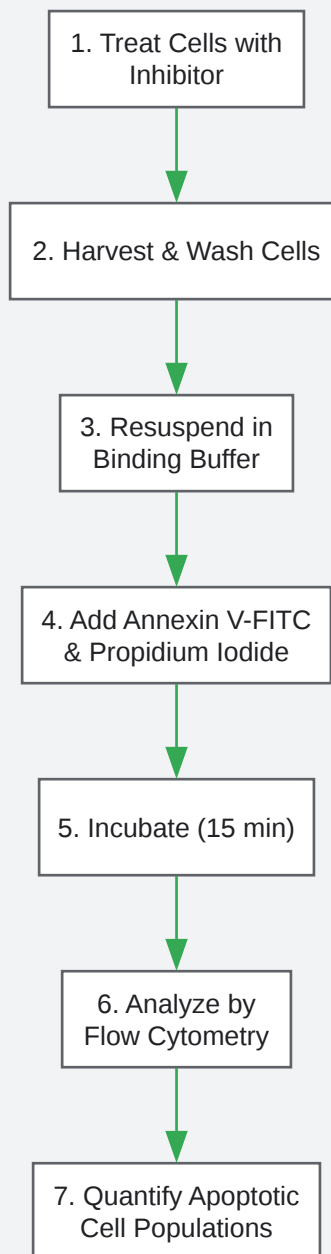 1. Treat Cells with
Inhibitor
2. Harvest & Wash Cells
3. Resuspend in
Binding Buffer
4. Add Annexin V-FITC
& Propidium Iodide
5. Incubate (15 min)
6. Analyze by
Flow Cytometry
7. Quantify Apoptotic
Cell Populations